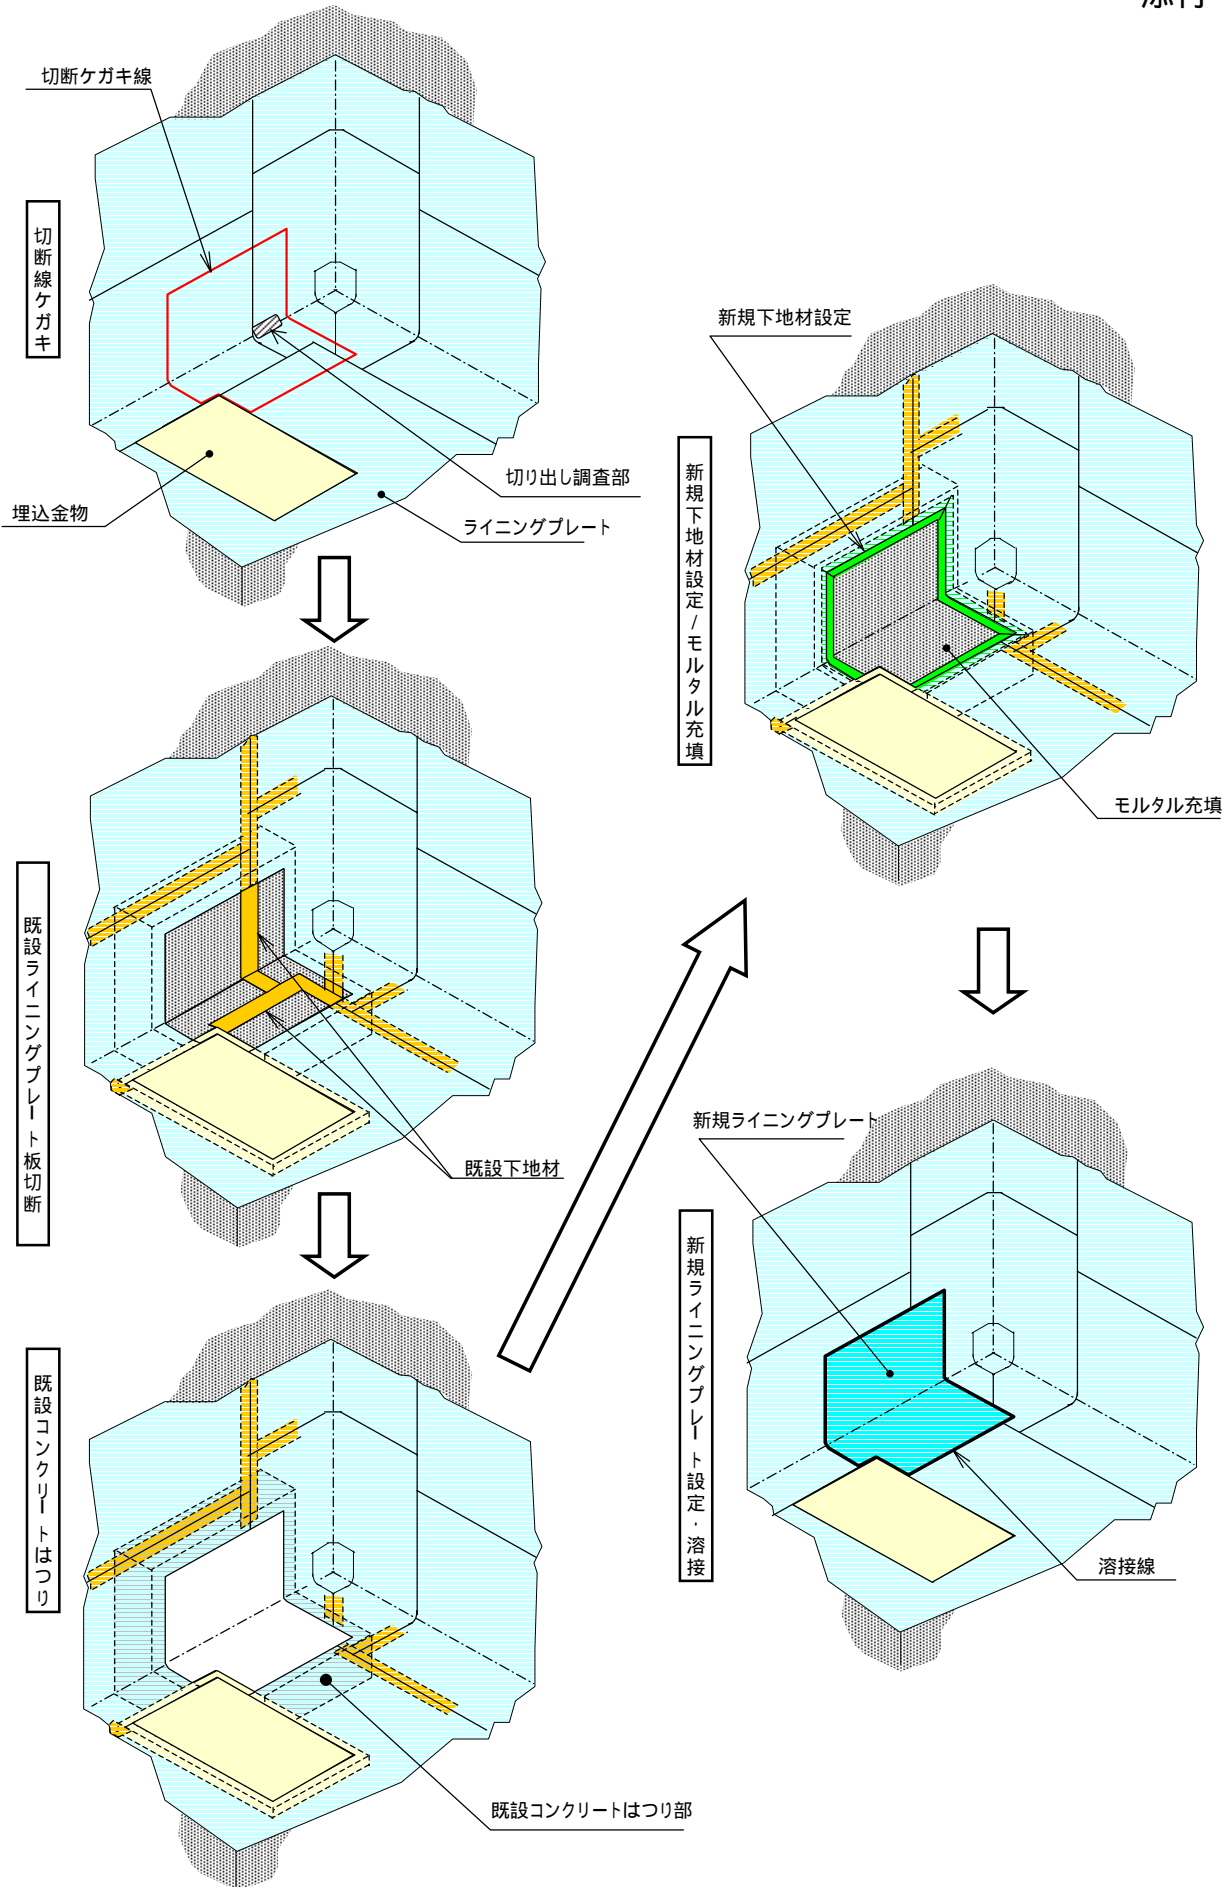 切断ケガキ線
切断線ケガキ
切り出し調査部
埋込金物
ライニングプレート
既設ライニングプレート板切断
既設下地材
既設コンクリートはつり
既設コンクリートはつり部
新規下地材設定
新規下地材設定/モルタル充填
モルタル充填
新規ライニングプレート
新規ライニングプレート設定・溶接
溶接線